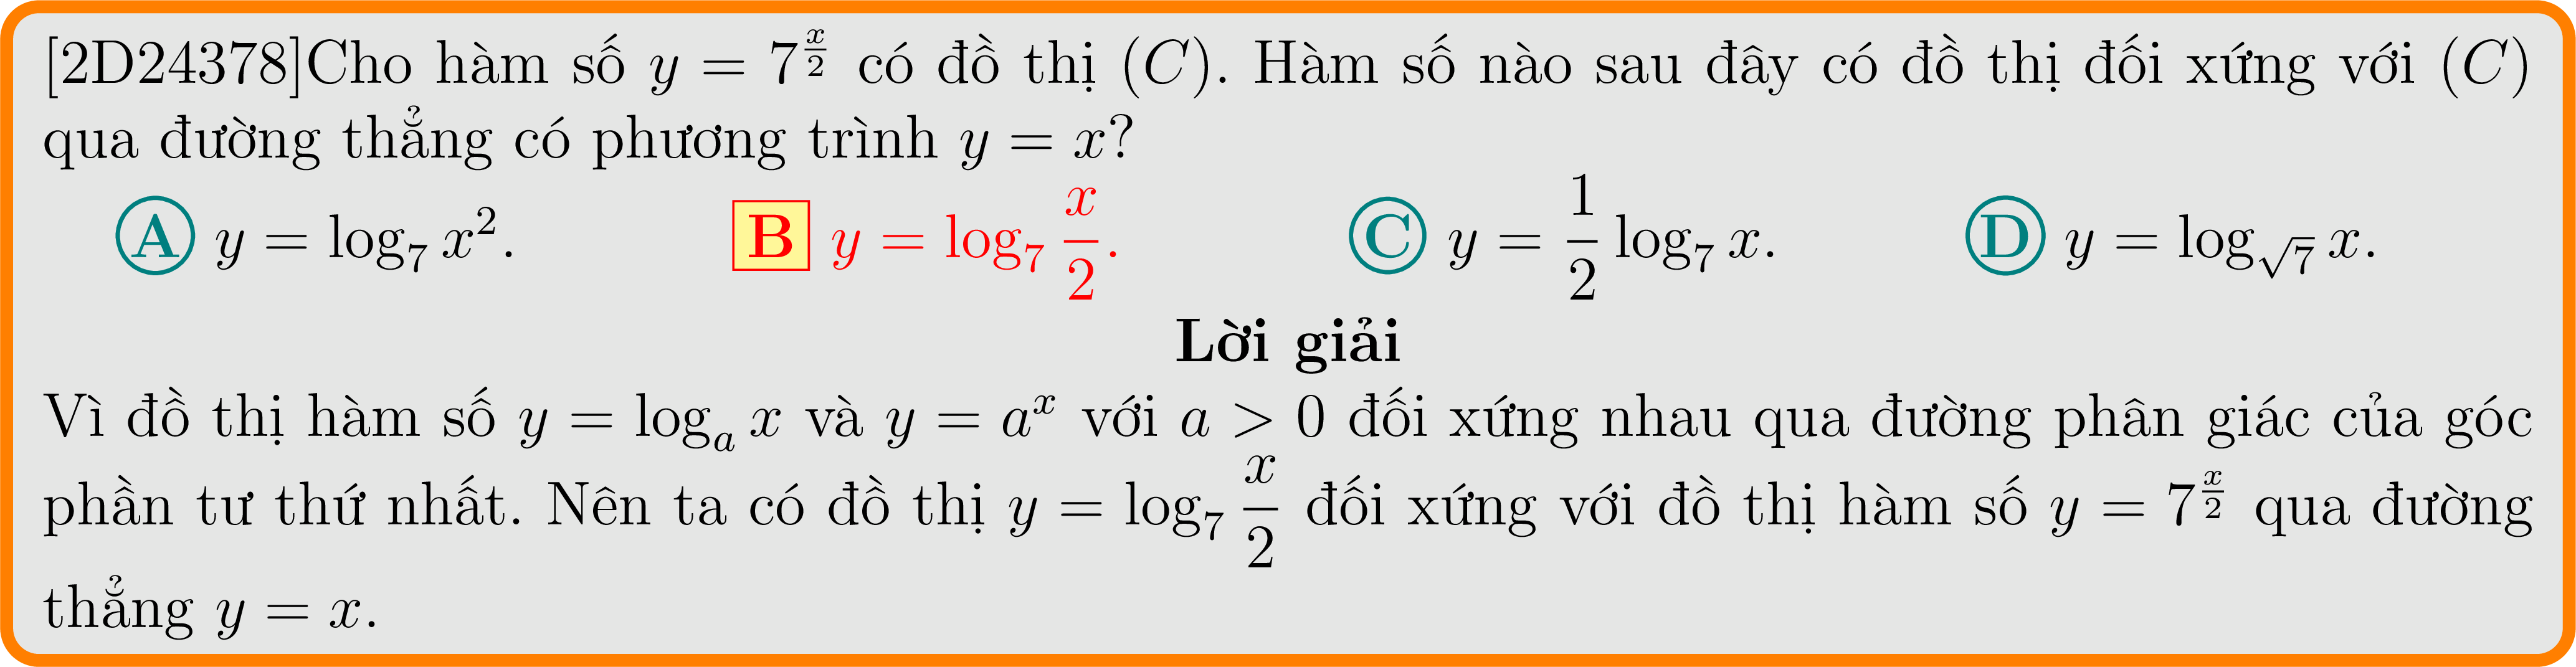 [2D24378]Cho hàm số $y = 7^{\frac{x}{2}}$ có đồ thị $(C)$. Hàm số nào sau đây có đồ thị đối xứng với $(C)$
qua đường thẳng có phương trình $y = x$?
Ⓐ $y = \log_7 x^2$. B $y = \log_7 \frac{x}{2}$. Ⓒ $y = \frac{1}{2}\log_7 x$. Ⓓ $y = \log_{\sqrt{7}} x$.
Lời giải
Vì đồ thị hàm số $y = \log_a x$ và $y = a^x$ với $a > 0$ đối xứng nhau qua đường phân giác của góc
phần tư thứ nhất. Nên ta có đồ thị $y = \log_7 \frac{x}{2}$ đối xứng với đồ thị hàm số $y = 7^{\frac{x}{2}}$ qua đường
thẳng $y = x$.